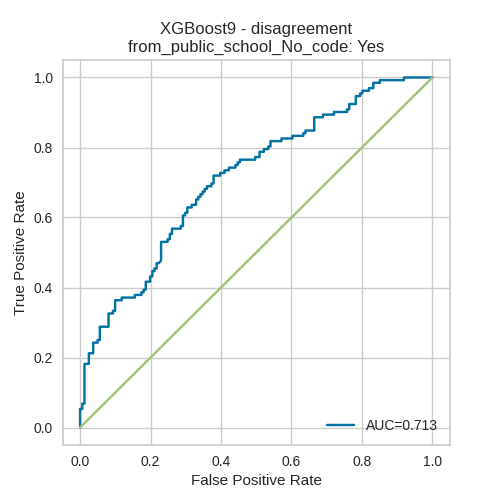 XGBoost9 - disagreement
from_public_school_No_code: Yes
1.0
0.8
0.6
0.4
0.2
0.0
True Positive Rate
AUC=0.713
0.0 0.2 0.4 0.6 0.8 1.0
False Positive Rate